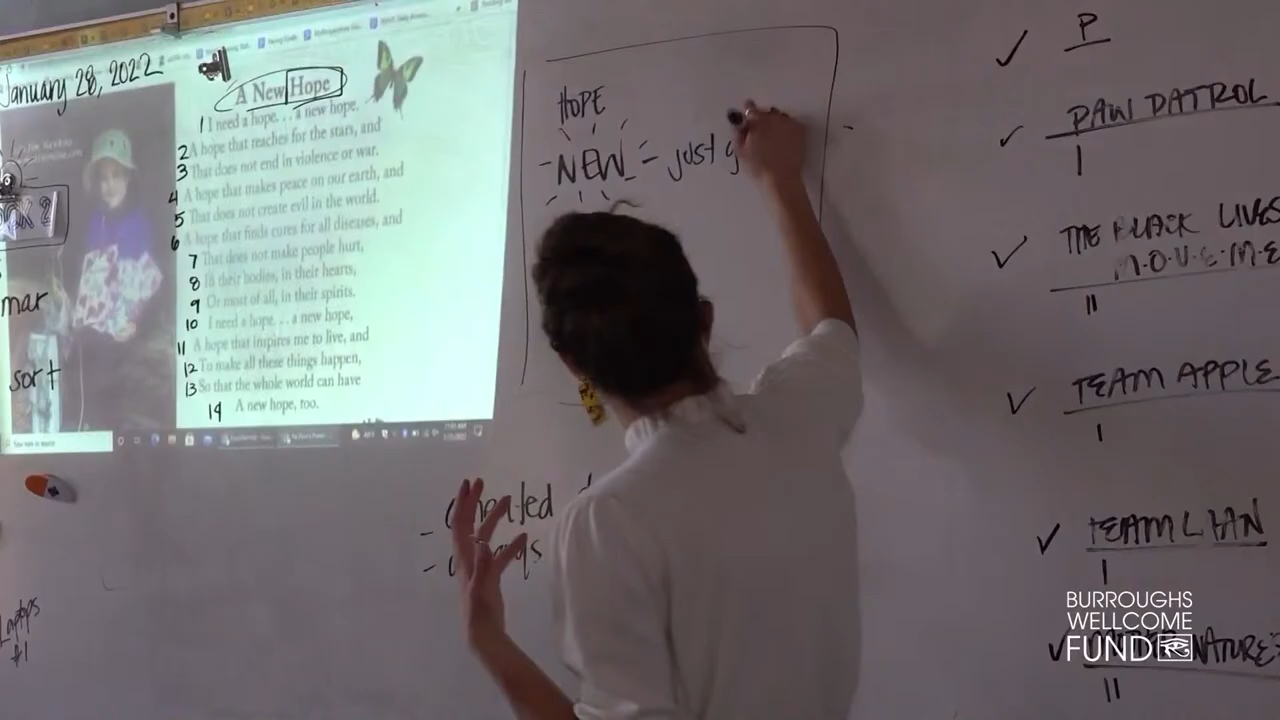 January 28, 2022
A New Hope
1 I need a hope. . . a new hope.
2 A hope that reaches for the stars, and
3 That does not end in violence or war.
4 A hope that makes peace on our earth, and
5 That does not create evil in the world.
6 A hope that finds cures for all diseases, and
7 That does not make people hurt,
8 In their bodies, in their hearts,
9 Or most of all, in their spirits.
10 I need a hope. . . a new hope,
11 A hope that inspires me to live, and
12 To make all these things happen,
13 So that the whole world can have
14 A new hope, too.
mar
sort
Laptops
#1
HOPE
NEW = just g
- created
P
PAW PATROL
I
THE BLACK LIVES
M.O.V.E.M.E
II
TEAM APPLE
I
TEAM LIAN
I
NATURE
II
BURROUGHS
WELLCOME
FUND